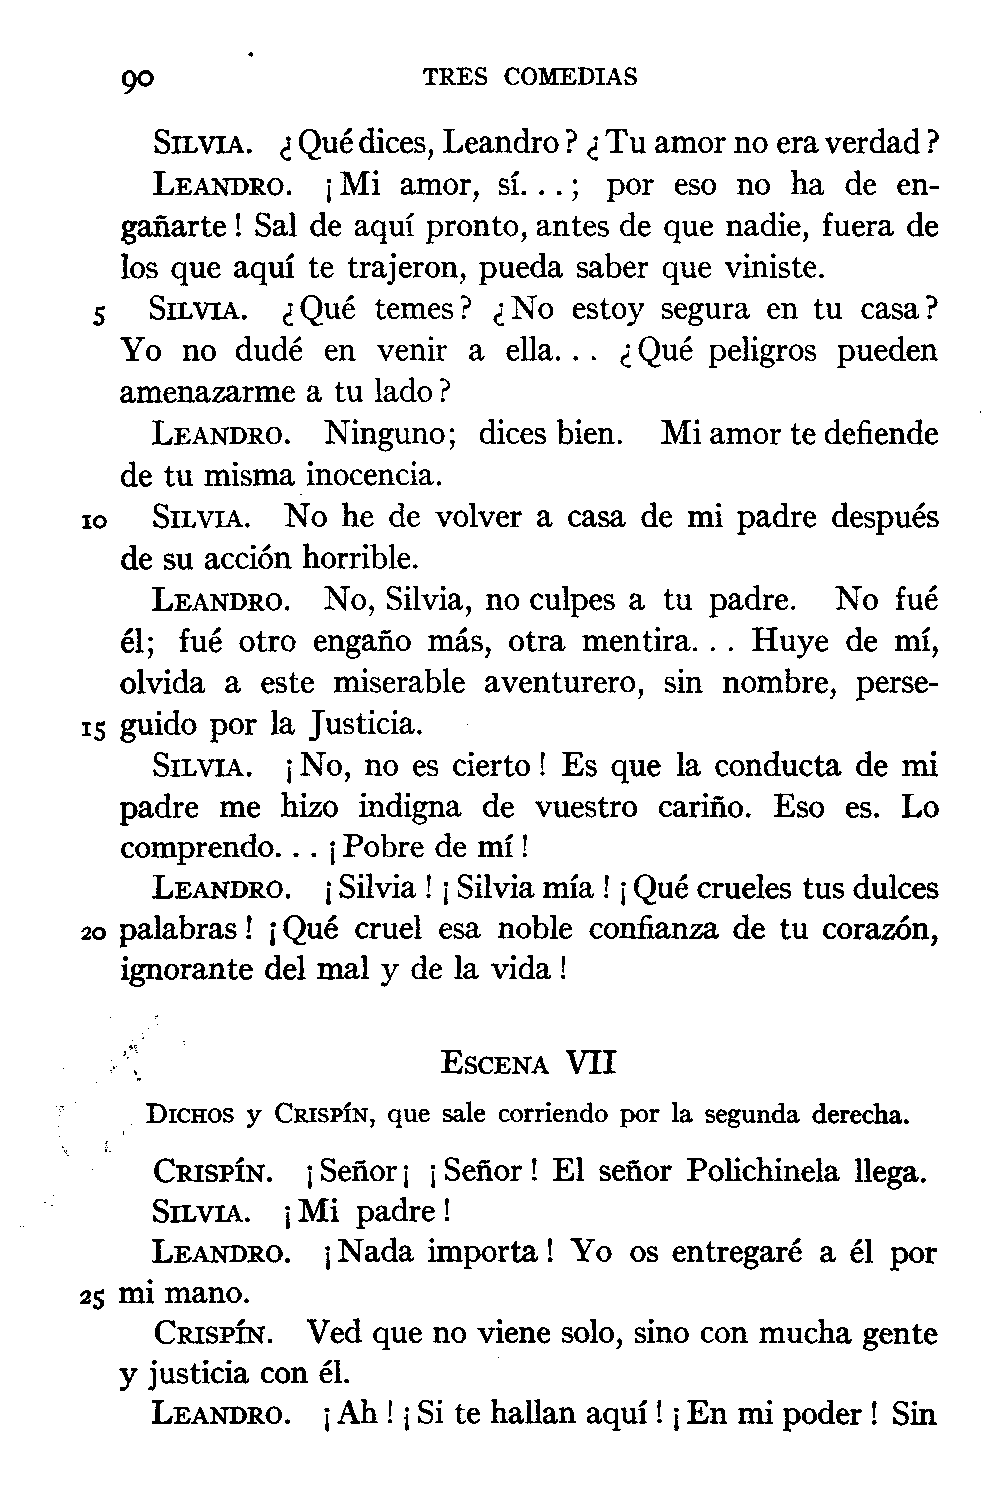 90 TRES COMEDIAS
SILVIA. ¿Qué dices, Leandro? ¿Tu amor no era verdad?
LEANDRO. ¡Mi amor, sí. . . ; por eso no ha de en-
gañarte! Sal de aquí pronto, antes de que nadie, fuera de
los que aquí te trajeron, pueda saber que viniste.
5 SILVIA. ¿Qué temes? ¿No estoy segura en tu casa?
Yo no dudé en venir a ella. . . ¿Qué peligros pueden
amenazarme a tu lado?
LEANDRO. Ninguno; dices bien. Mi amor te defiende
de tu misma inocencia.
10 SILVIA. No he de volver a casa de mi padre después
de su acción horrible.
LEANDRO. No, Silvia, no culpes a tu padre. No fué
él; fué otro engaño más, otra mentira. . . Huye de mí,
olvida a este miserable aventurero, sin nombre, perse-
15 guido por la Justicia.
SILVIA. ¡No, no es cierto! Es que la conducta de mi
padre me hizo indigna de vuestro cariño. Eso es. Lo
comprendo. . . ¡Pobre de mí!
LEANDRO. ¡Silvia! ¡Silvia mía! ¡Qué crueles tus dulces
20 palabras! ¡Qué cruel esa noble confianza de tu corazón,
ignorante del mal y de la vida!
ESCENA VII
DICHOS y CRISPÍN, que sale corriendo por la segunda derecha.
CRISPÍN. ¡Señor¡ ¡Señor! El señor Polichinela llega.
SILVIA. ¡Mi padre!
LEANDRO. ¡Nada importa! Yo os entregaré a él por
25 mi mano.
CRISPÍN. Ved que no viene solo, sino con mucha gente
y justicia con él.
LEANDRO. ¡Ah! ¡Si te hallan aquí! ¡En mi poder! Sin